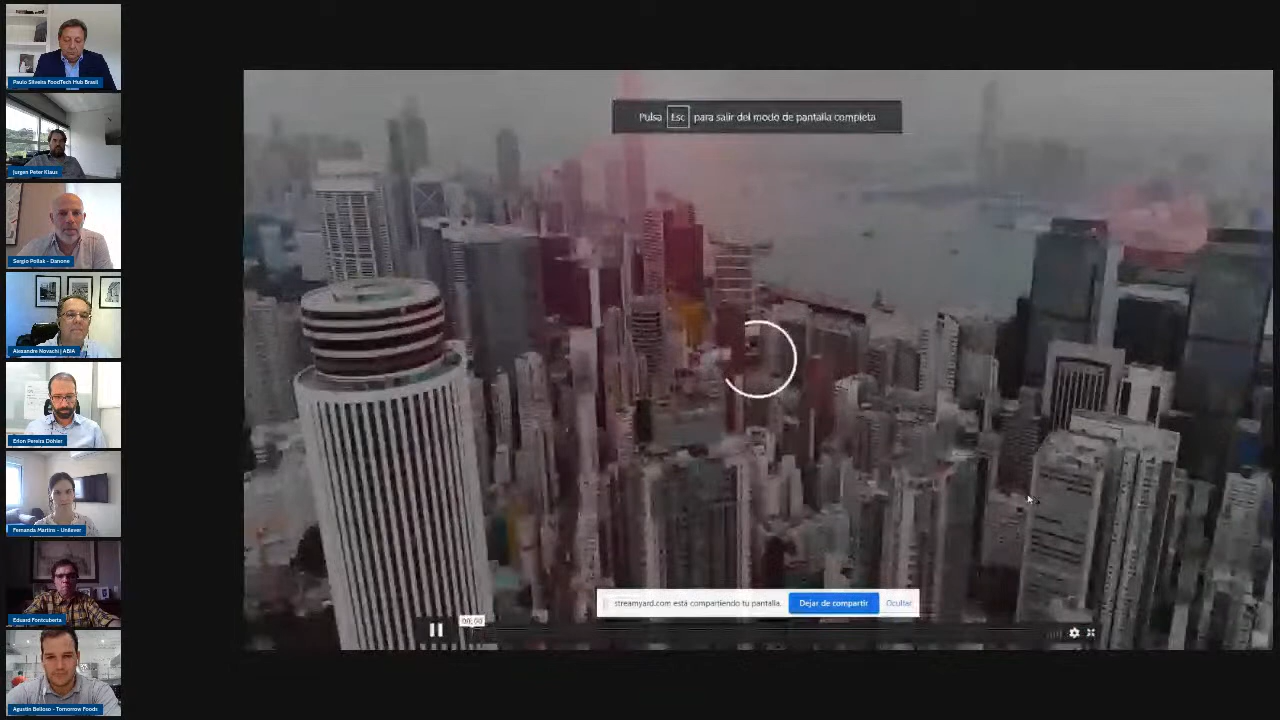 Paulo Silveira FoodTech Hub Brasil
Jurgen Peter Klaus
Sergio Pollak - Danone
Alexandre Novachi | ABIA
Erlon Pereira Döhler
Fernanda Martins - Unilever
Eduard Fontcuberta
Agustin Belloso - Tomorrow Foods
Pulsa Esc para salir del modo de pantalla completa
streamyard.com está compartiendo tu pantalla. Dejar de compartir Ocultar
00:00